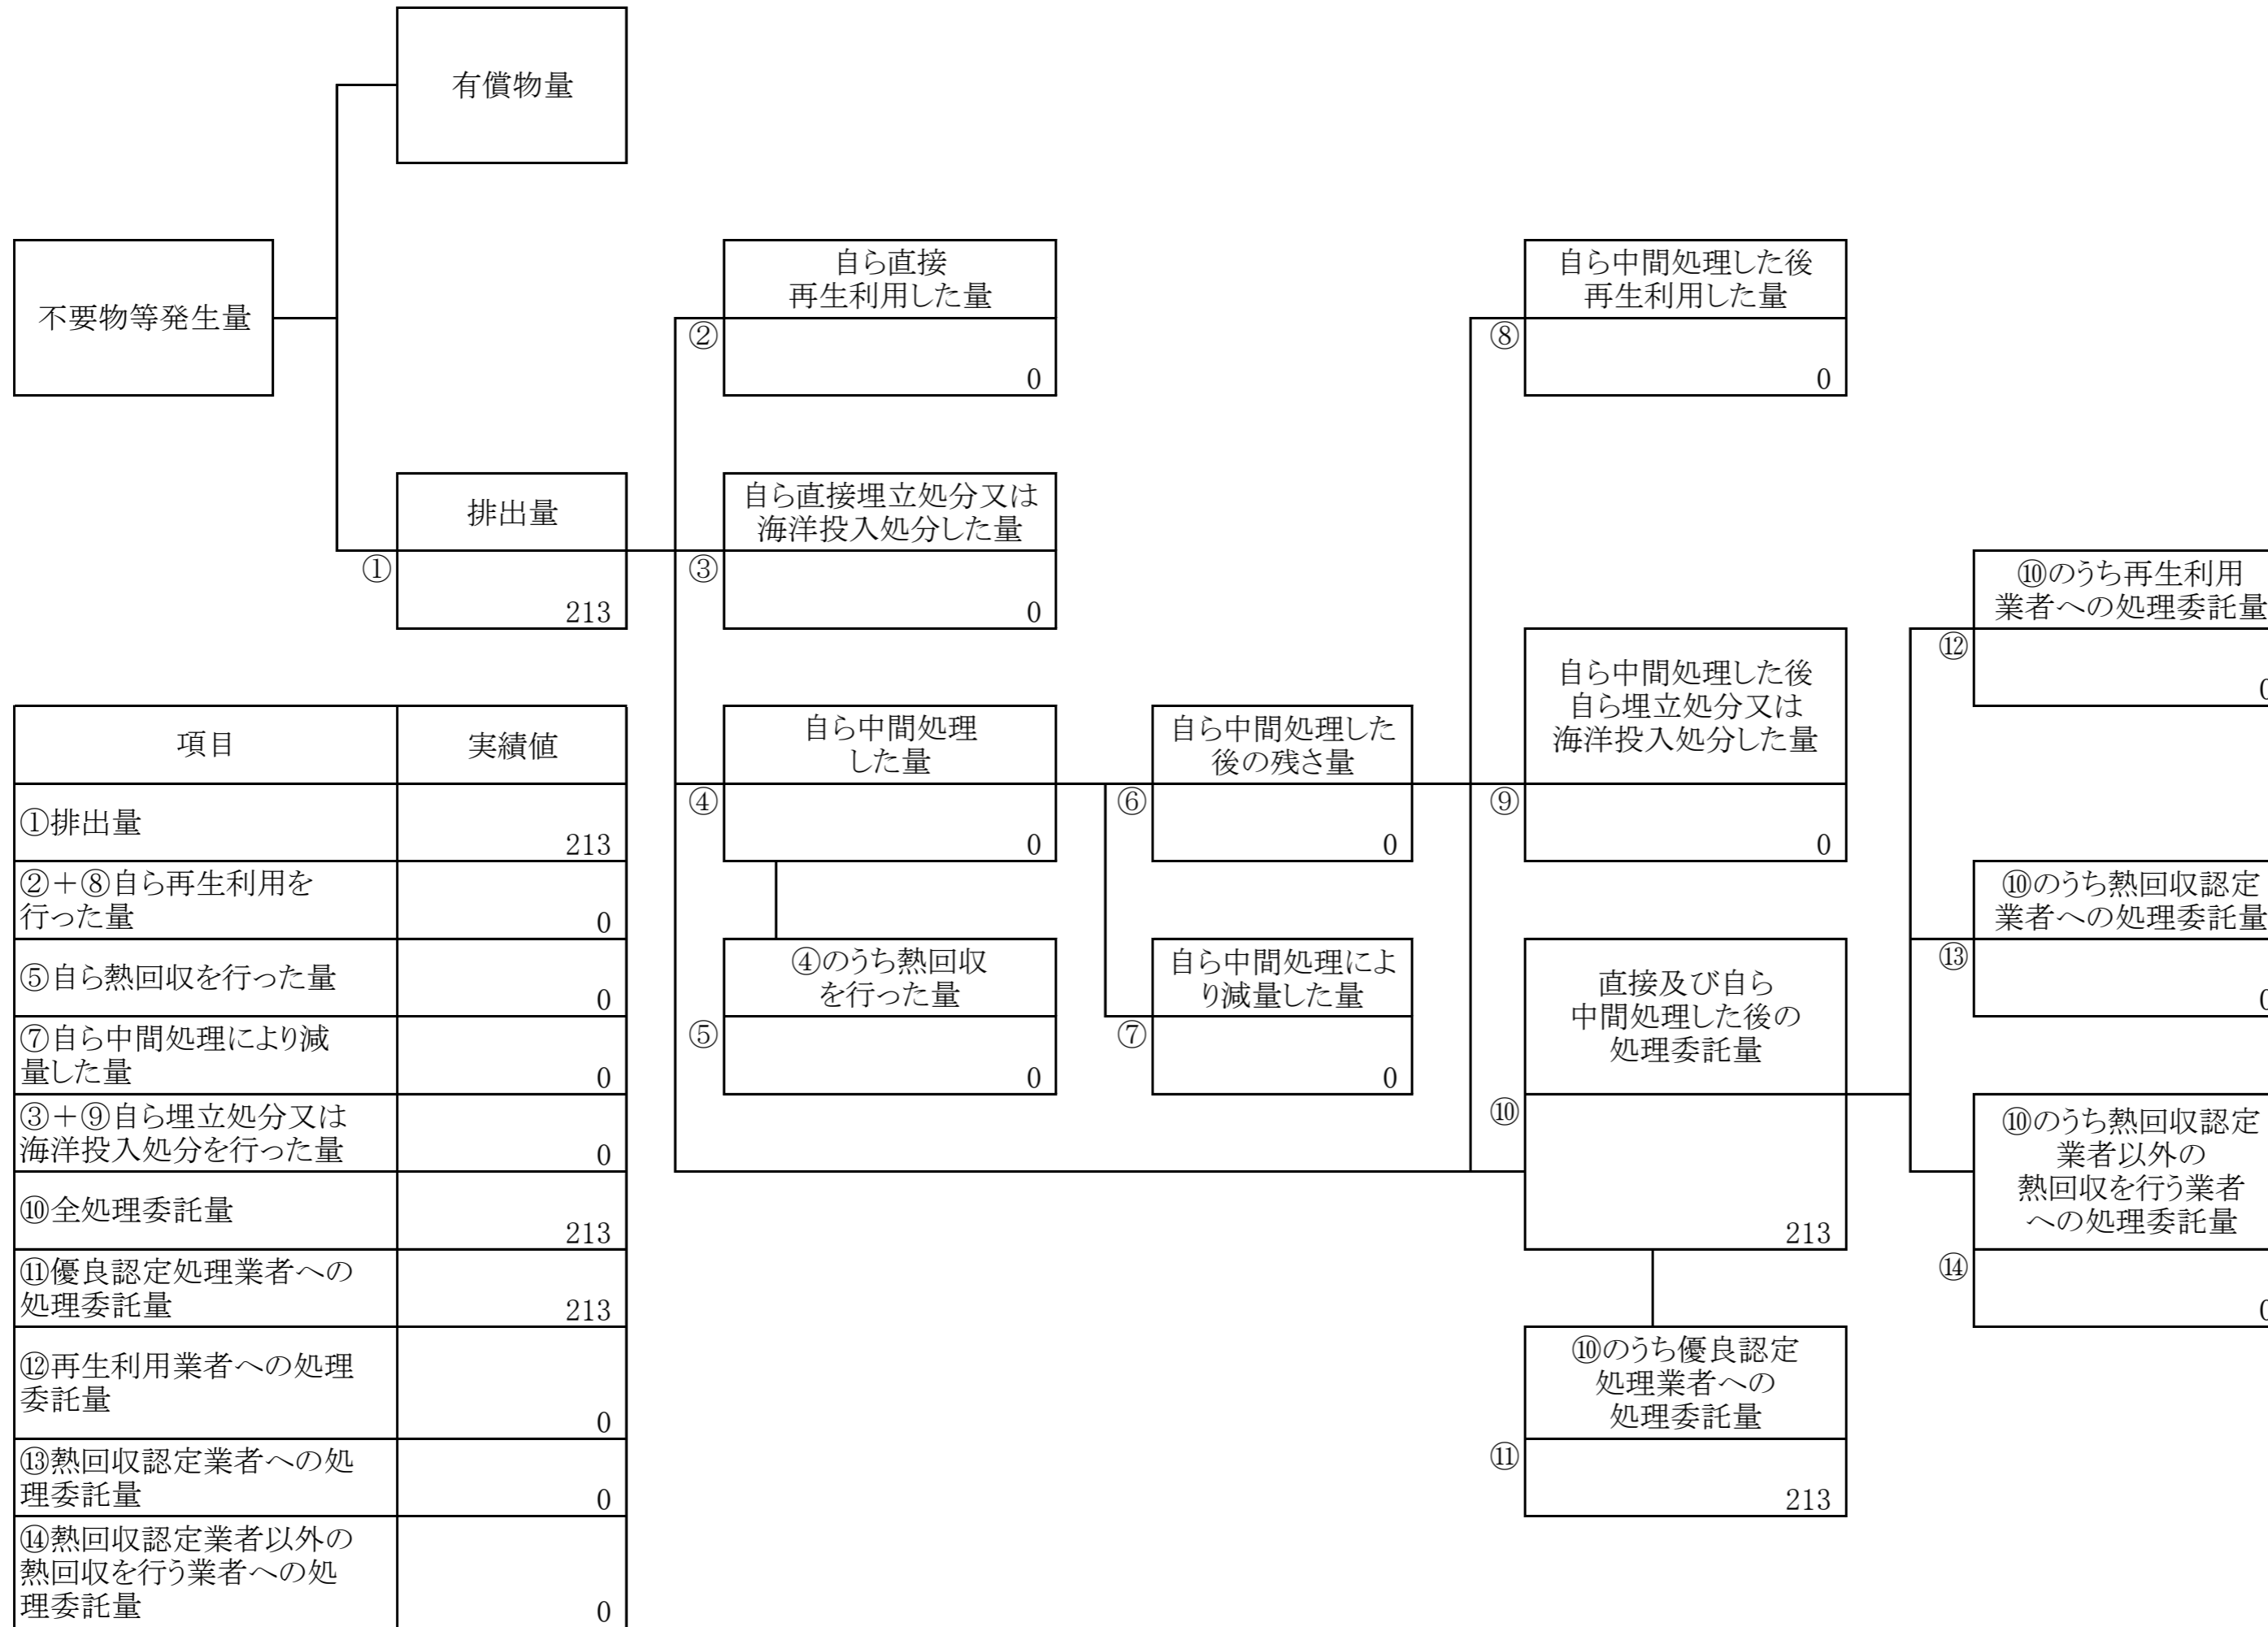 有償物量
不要物等発生量
自ら直接
再生利用した量
②
0
自ら中間処理した後
再生利用した量
⑧
0
排出量
①
213
自ら直接埋立処分又は
海洋投入処分した量
③
0
⑩のうち再生利用
業者への処理委託量
⑫
0
自ら中間処理
した量
④
0
自ら中間処理した
後の残さ量
⑥
0
自ら中間処理した後
自ら埋立処分又は
海洋投入処分した量
⑨
0
⑩のうち熱回収認定
業者への処理委託量
⑬
0
④のうち熱回収
を行った量
⑤
0
自ら中間処理によ
り減量した量
⑦
0
直接及び自ら
中間処理した後の
処理委託量
⑩
213
⑩のうち熱回収認定
業者以外の
熱回収を行う業者
への処理委託量
⑭
0
⑩のうち優良認定
処理業者への
処理委託量
⑪
213
項目 実績値
①排出量
213
②＋⑧自ら再生利用を
行った量
0
⑤自ら熱回収を行った量
0
⑦自ら中間処理により減
量した量
0
③＋⑨自ら埋立処分又は
海洋投入処分を行った量
0
⑩全処理委託量
213
⑪優良認定処理業者への
処理委託量
213
⑫再生利用業者への処理
委託量
0
⑬熱回収認定業者への処
理委託量
0
⑭熱回収認定業者以外の
熱回収を行う業者への処
理委託量
0